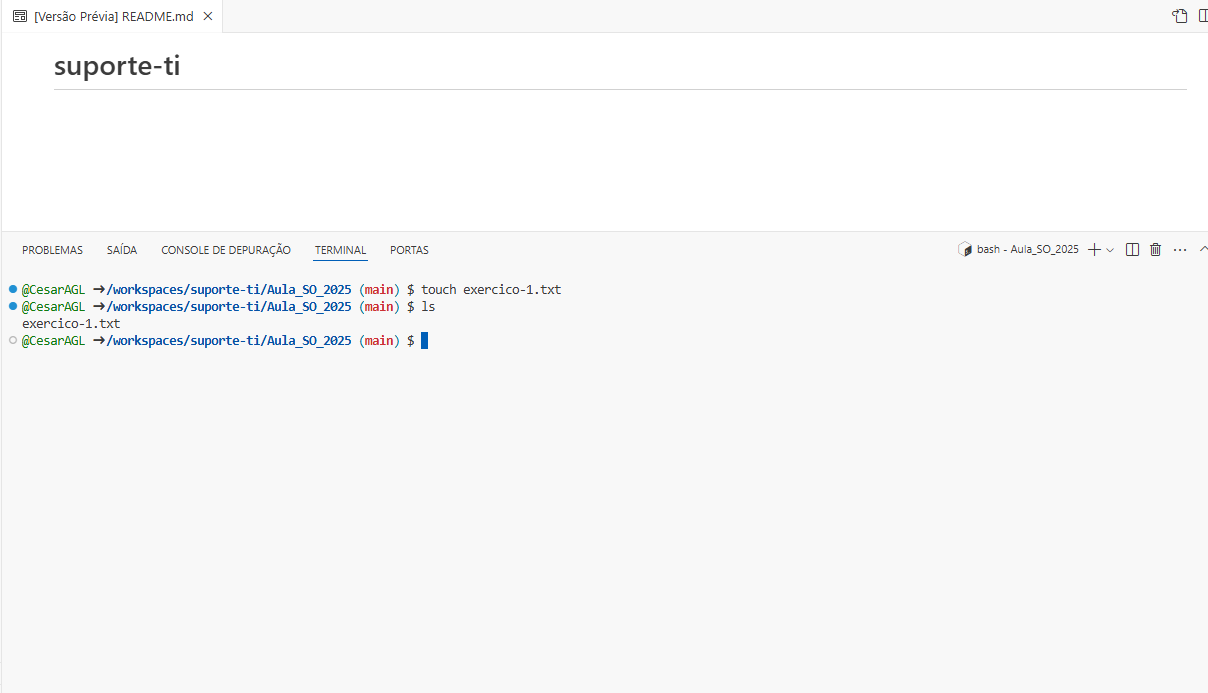 [Versão Prévia] README.md
suporte-ti
PROBLEMAS SAÍDA CONSOLE DE DEPURAÇÃO TERMINAL PORTAS bash - Aula_SO_2025
@CesarAGL ➜/workspaces/suporte-ti/Aula_SO_2025 (main) $ touch exercico-1.txt
@CesarAGL ➜/workspaces/suporte-ti/Aula_SO_2025 (main) $ ls
exercico-1.txt
@CesarAGL ➜/workspaces/suporte-ti/Aula_SO_2025 (main) $